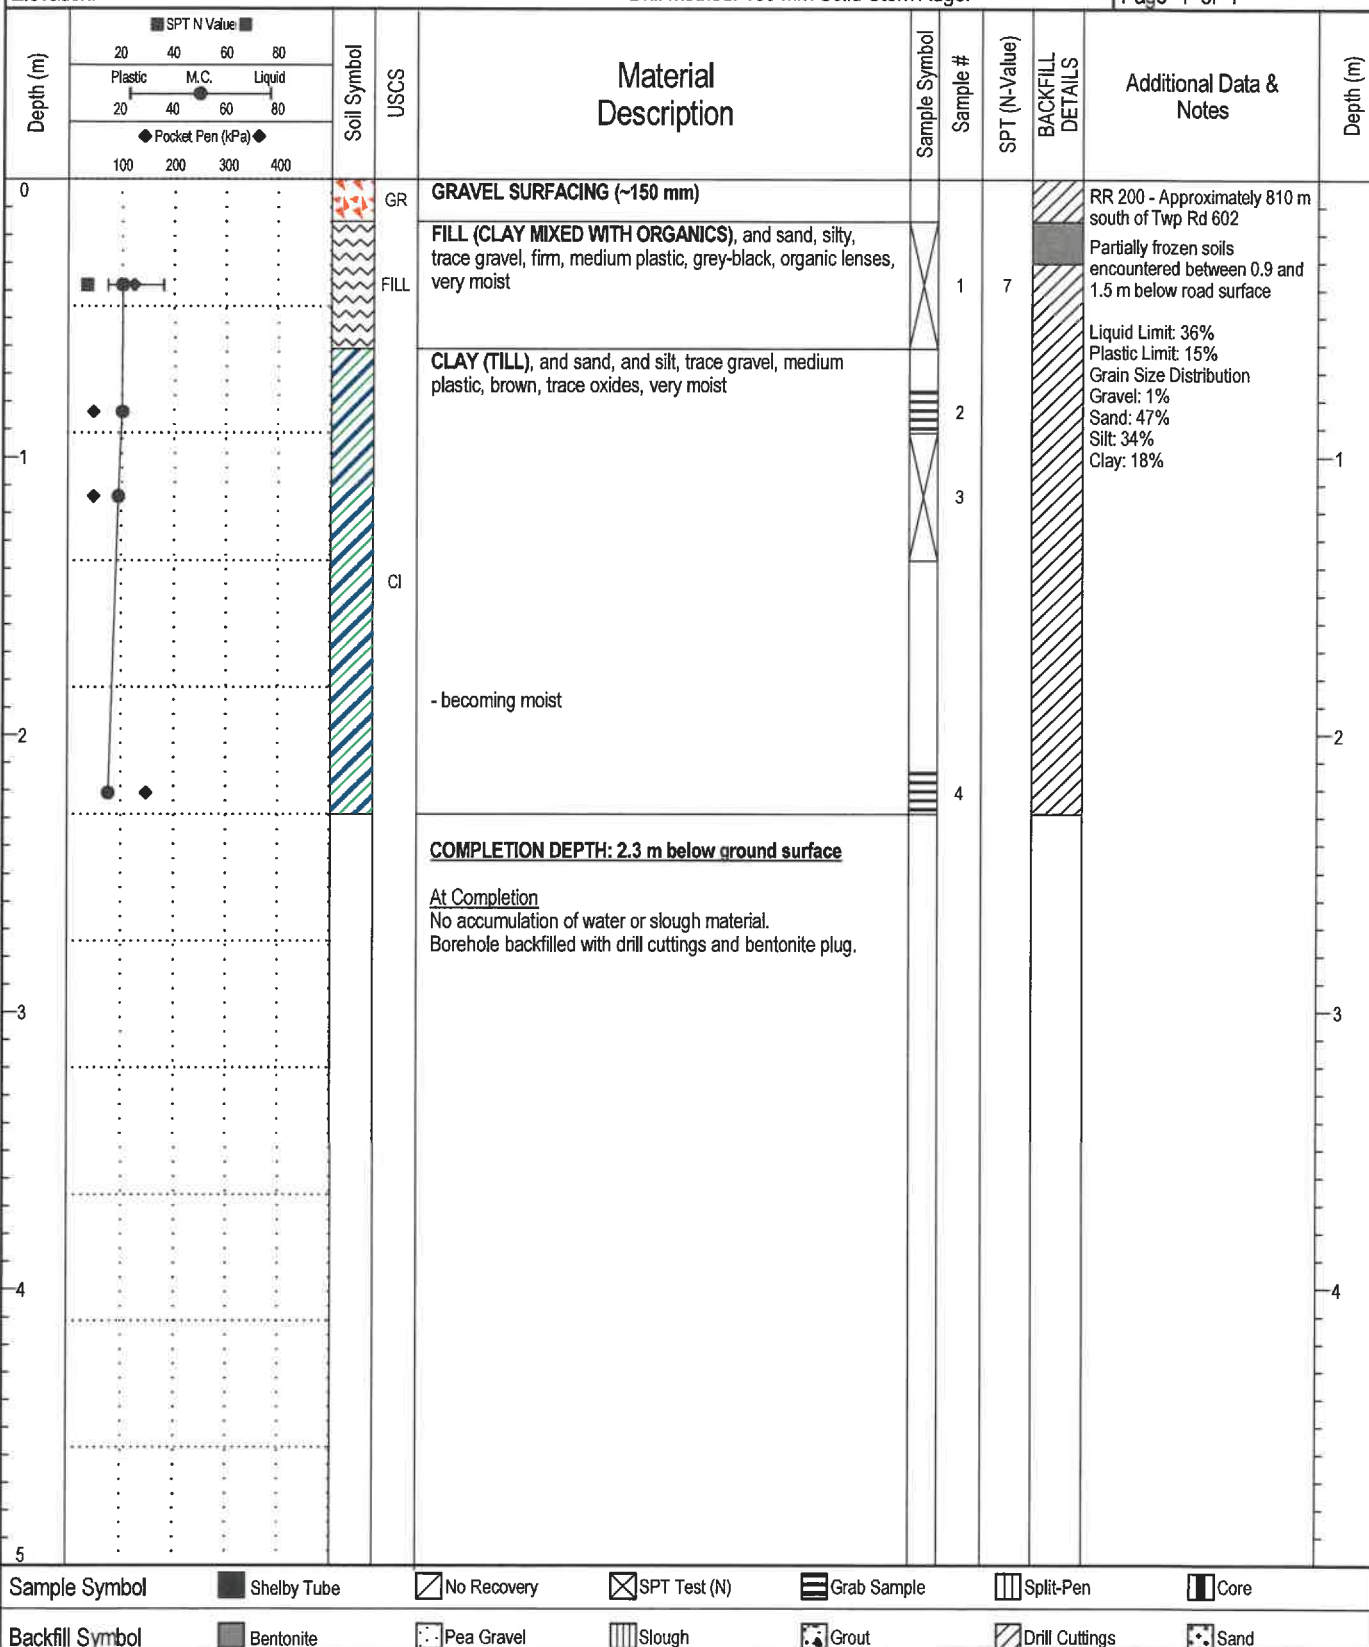 SPT N Value
20 40 60 80
Plastic M.C. Liquid
20 40 60 80
Pocket Pen (kPa)
100 200 300 400
Depth (m)
Soil Symbol
USCS
Material
Description
Sample Symbol
Sample #
SPT (N-Value)
BACKFILL
DETAILS
Additional Data &
Notes
Depth (m)
0
GR
GRAVEL SURFACING (~150 mm)
RR 200 - Approximately 810 m
south of Twp Rd 602
FILL
FILL (CLAY MIXED WITH ORGANICS), and sand, silty,
trace gravel, firm, medium plastic, grey-black, organic lenses,
very moist
1 7
Partially frozen soils
encountered between 0.9 and
1.5 m below road surface
Liquid Limit: 36%
Plastic Limit: 15%
Grain Size Distribution
Gravel: 1%
Sand: 47%
Silt: 34%
Clay: 18%
CLAY (TILL), and sand, and silt, trace gravel, medium
plastic, brown, trace oxides, very moist
2
1 1
3
CI
- becoming moist
2 2
4
COMPLETION DEPTH: 2.3 m below ground surface
At Completion
No accumulation of water or slough material.
Borehole backfilled with drill cuttings and bentonite plug.
3 3
4 4
5
Sample Symbol Shelby Tube No Recovery SPT Test (N) Grab Sample Split-Pen Core
Backfill Symbol Bentonite Pea Gravel Slough Grout Drill Cuttings Sand